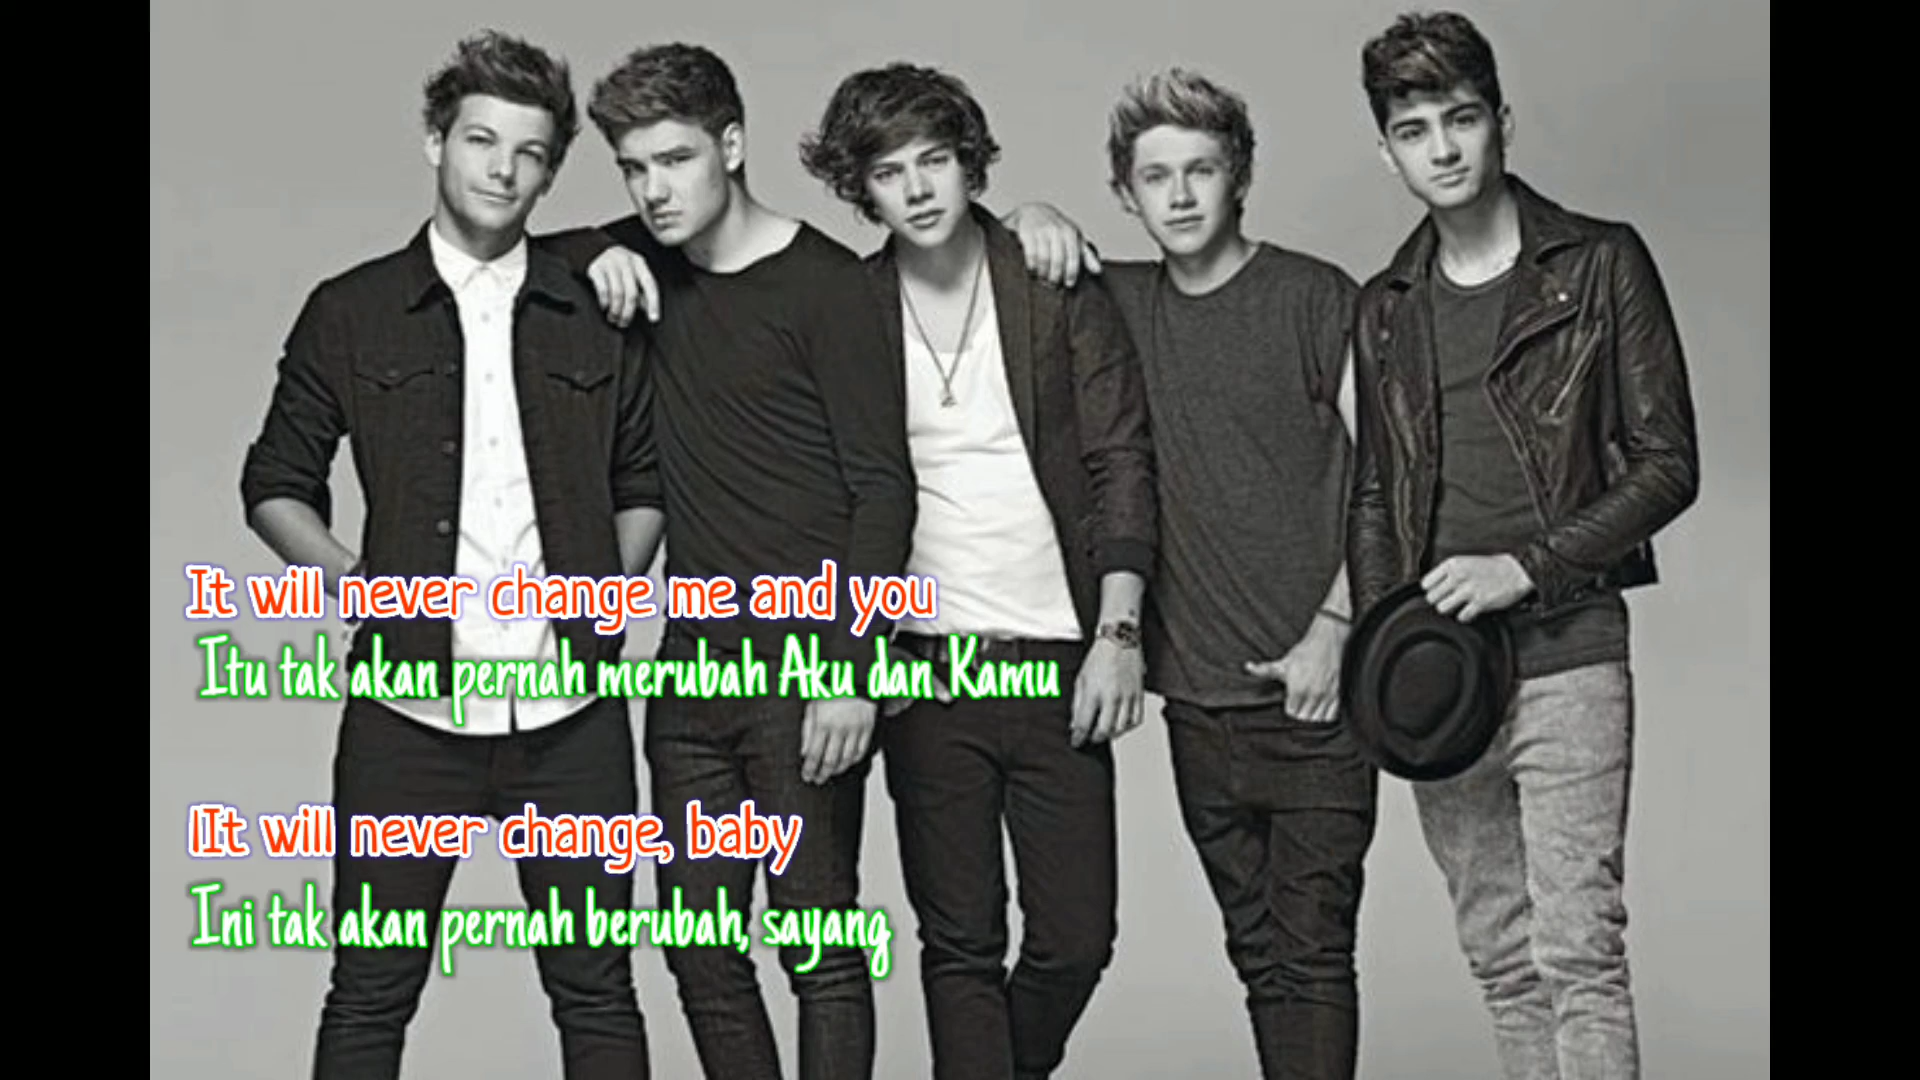 It will never change me and you
Itu tak akan pernah merubah Aku dan Kamu
IIt will never change, baby
Ini tak akan pernah berubah, sayang